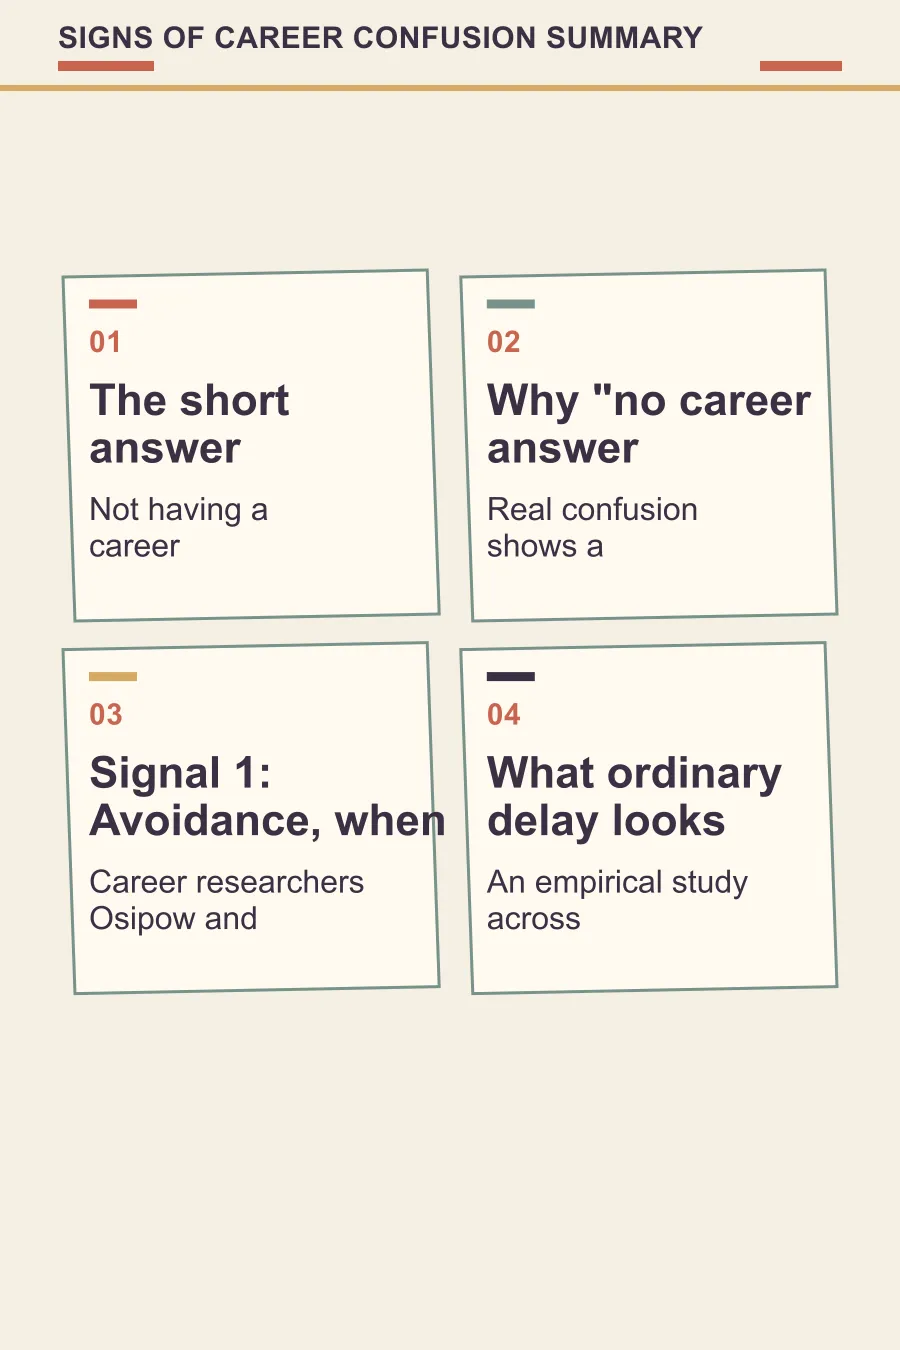 SIGNS OF CAREER CONFUSION SUMMARY
01
The short
answer
Not having a
career
02
Why "no career
answer
Real confusion
shows a
03
Signal 1:
Avoidance, when
Career researchers
Osipow and
04
What ordinary
delay looks
An empirical study
across